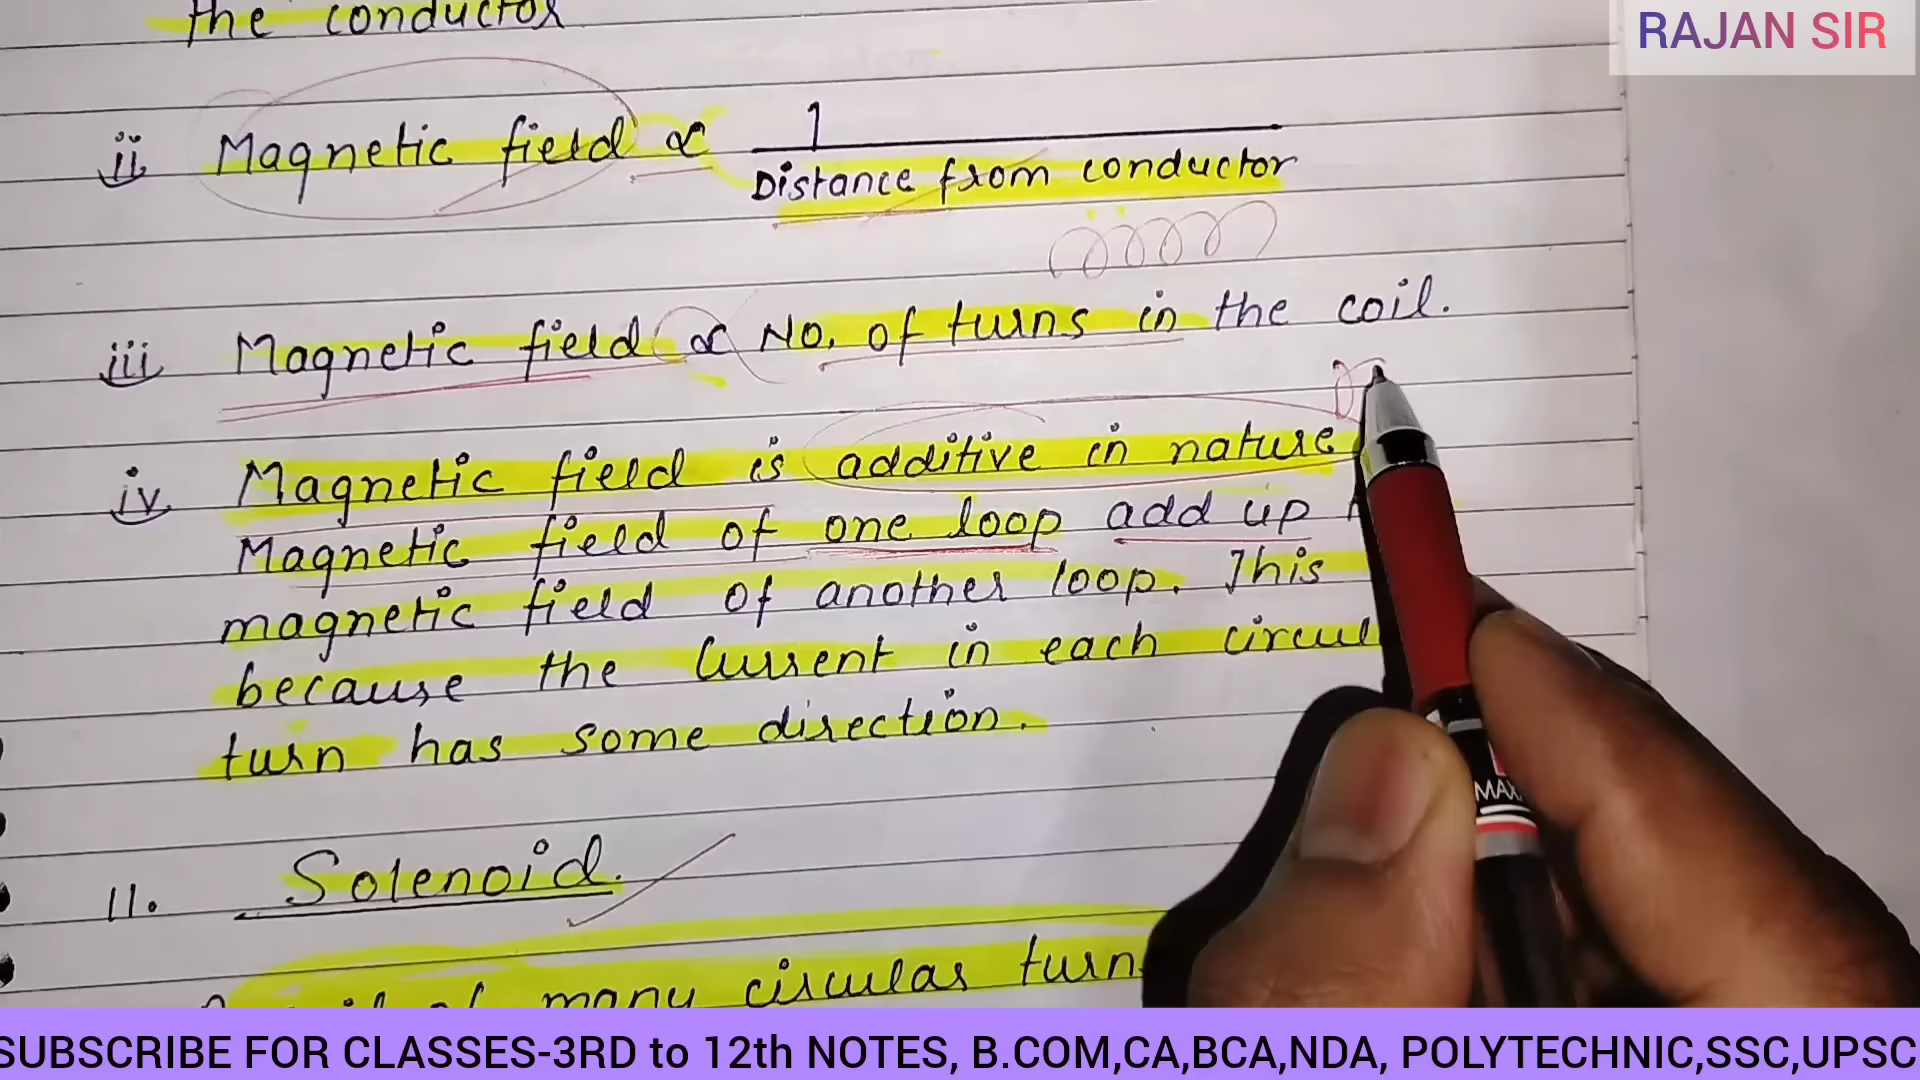 the conductor
RAJAN SIR
ii Magnetic field ∝ 1
Distance from conductor
iii Magnetic field ∝ No. of turns in the coil.
iv Magnetic field is additive in nature
Magnetic field of one loop add up
magnetic field of another loop. This
because the Current in each circul
turn has some direction.
11. Solenoid.
of many circular turn
SUBSCRIBE FOR CLASSES-3RD to 12th NOTES, B.COM,CA,BCA,NDA, POLYTECHNIC,SSC,UPSC